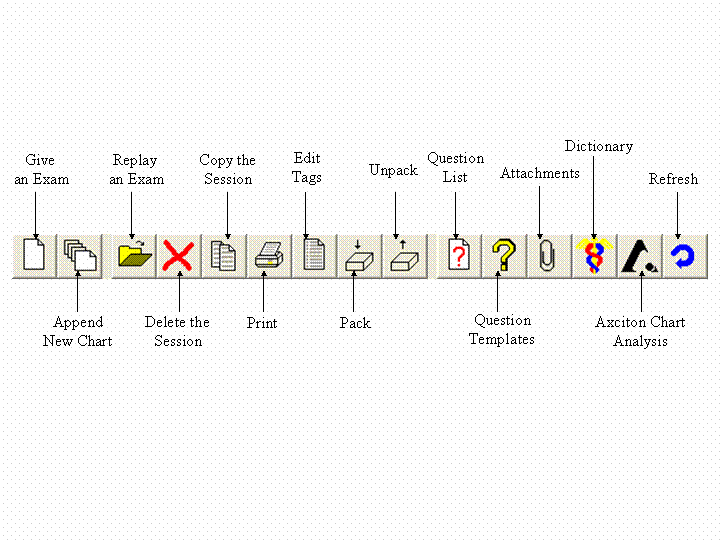 Give
an Exam
Replay
an Exam
Copy the
Session
Edit
Tags
Unpack
Question
List
Attachments
Dictionary
Refresh
Append
New Chart
Delete the
Session
Print
Pack
Question
Templates
Axciton Chart
Analysis